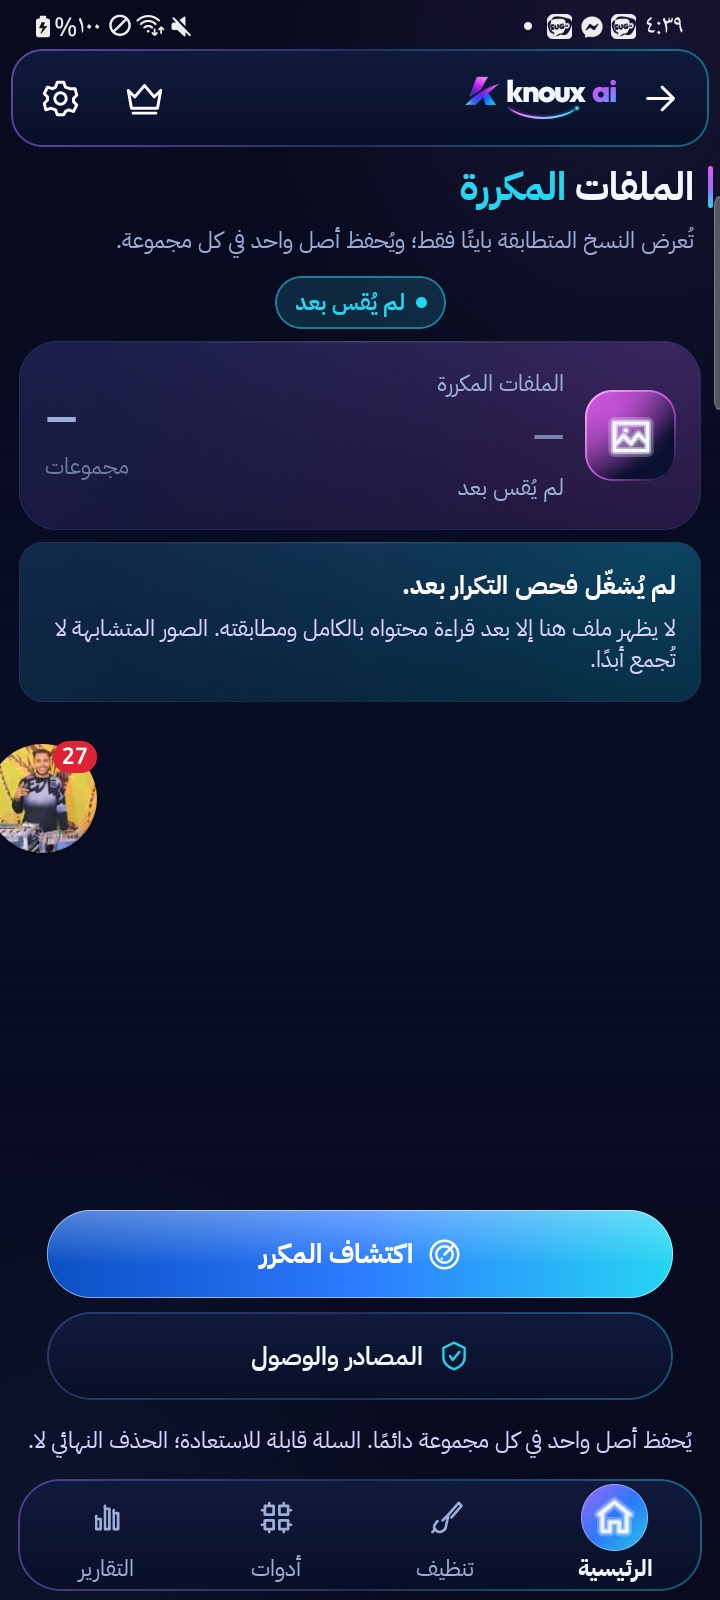 ٤:٣٩
%١٠٠
knoux ai
الملفات المكررة
تُعرض النسخ المتطابقة بايتًا فقط؛ ويُحفظ أصل واحد في كل مجموعة.
لم يُقس بعد
الملفات المكررة
—
لم يُقس بعد
—
مجموعات
لم يُشغّل فحص التكرار بعد.
لا يظهر ملف هنا إلا بعد قراءة محتواه بالكامل ومطابقته. الصور المتشابهة لا
تُجمع أبدًا.
27
اكتشاف المكرر
المصادر والوصول
يُحفظ أصل واحد في كل مجموعة دائمًا. السلة قابلة للاستعادة؛ الحذف النهائي لا.
الرئيسية
تنظيف
أدوات
التقارير